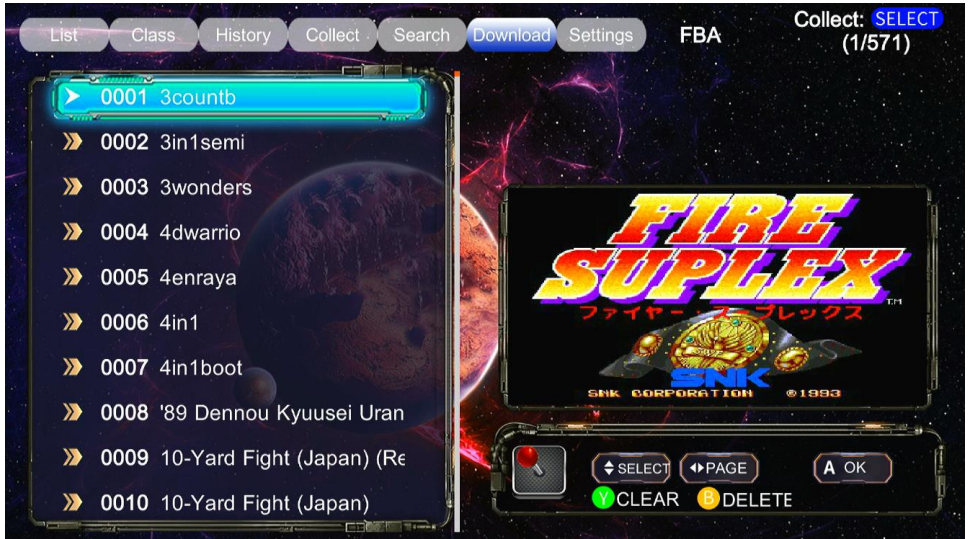 List Class History Collect Search Download Settings FBA Collect: SELECT
(1/571)
0001 3countb
0002 3in1semi
0003 3wonders
0004 4dwarrio
0005 4enraya
0006 4in1
0007 4in1boot
0008 '89 Dennou Kyuusei Uran
0009 10-Yard Fight (Japan) (Re
0010 10-Yard Fight (Japan)
FIRE
SUPLEX TM
ファイヤー・スープレックス
SNK
SNK CORPORATION ©1993
SELECT PAGE A OK
Y CLEAR B DELETE